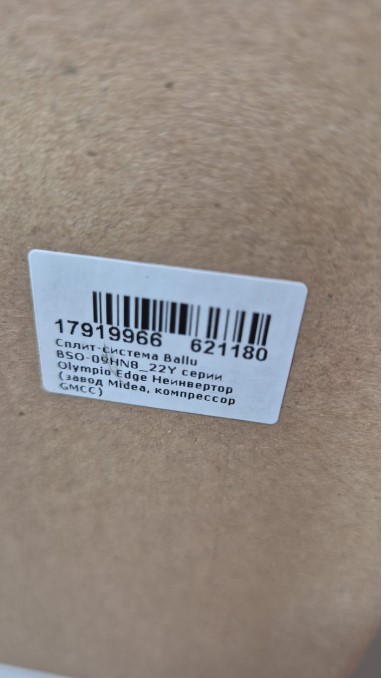 17919966 621180
Сплит-система Ballu
BSO-09HN8_22Y серии
Olympio Edge Неинвертор
(завод Midea, компрессор
GMCC)